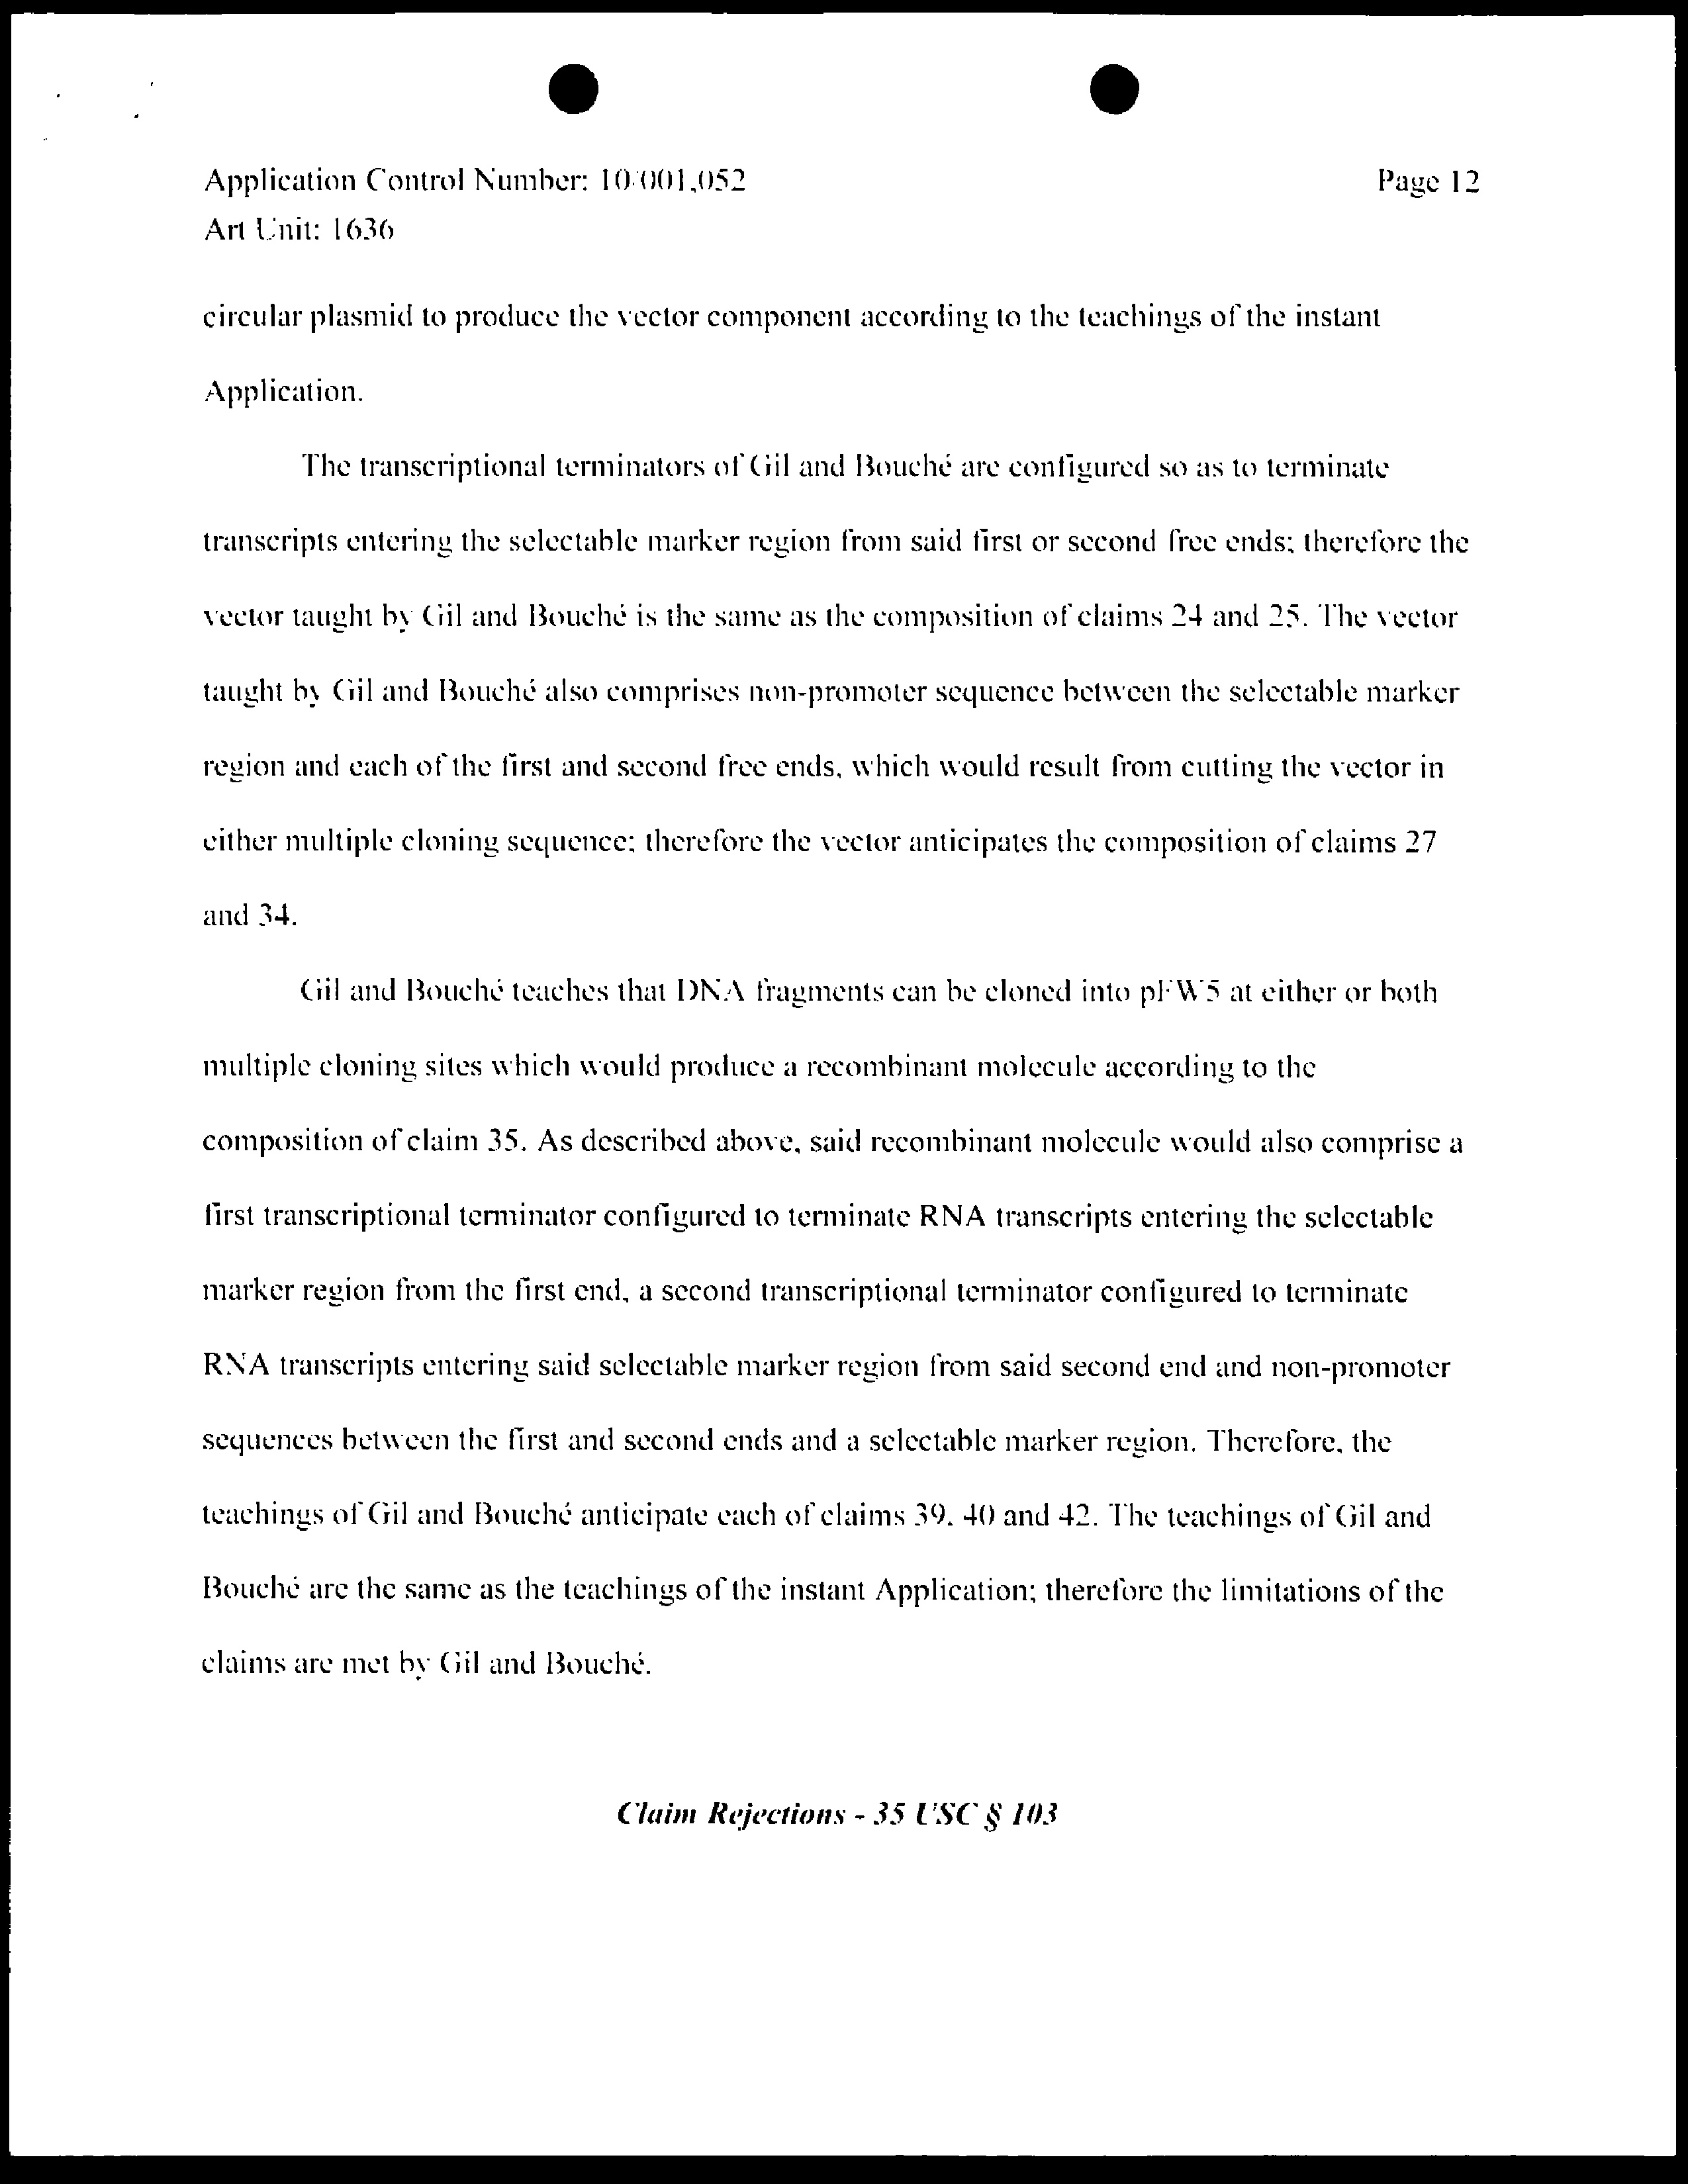 Application Control Number: 10/001,052 Page 12
Art Unit: 1636
circular plasmid to produce the vector component according to the teachings of the instant
Application.
The transcriptional terminators of Gil and Bouché are configured so as to terminate
transcripts entering the selectable marker region from said first or second free ends; therefore the
vector taught by Gil and Bouché is the same as the composition of claims 24 and 25. The vector
taught by Gil and Bouché also comprises non-promoter sequence between the selectable marker
region and each of the first and second free ends, which would result from cutting the vector in
either multiple cloning sequence; therefore the vector anticipates the composition of claims 27
and 34.
Gil and Bouché teaches that DNA fragments can be cloned into pFW5 at either or both
multiple cloning sites which would produce a recombinant molecule according to the
composition of claim 35. As described above, said recombinant molecule would also comprise a
first transcriptional terminator configured to terminate RNA transcripts entering the selectable
marker region from the first end, a second transcriptional terminator configured to terminate
RNA transcripts entering said selectable marker region from said second end and non-promoter
sequences between the first and second ends and a selectable marker region. Therefore, the
teachings of Gil and Bouché anticipate each of claims 39, 40 and 42. The teachings of Gil and
Bouché are the same as the teachings of the instant Application; therefore the limitations of the
claims are met by Gil and Bouché.
Claim Rejections - 35 USC § 103